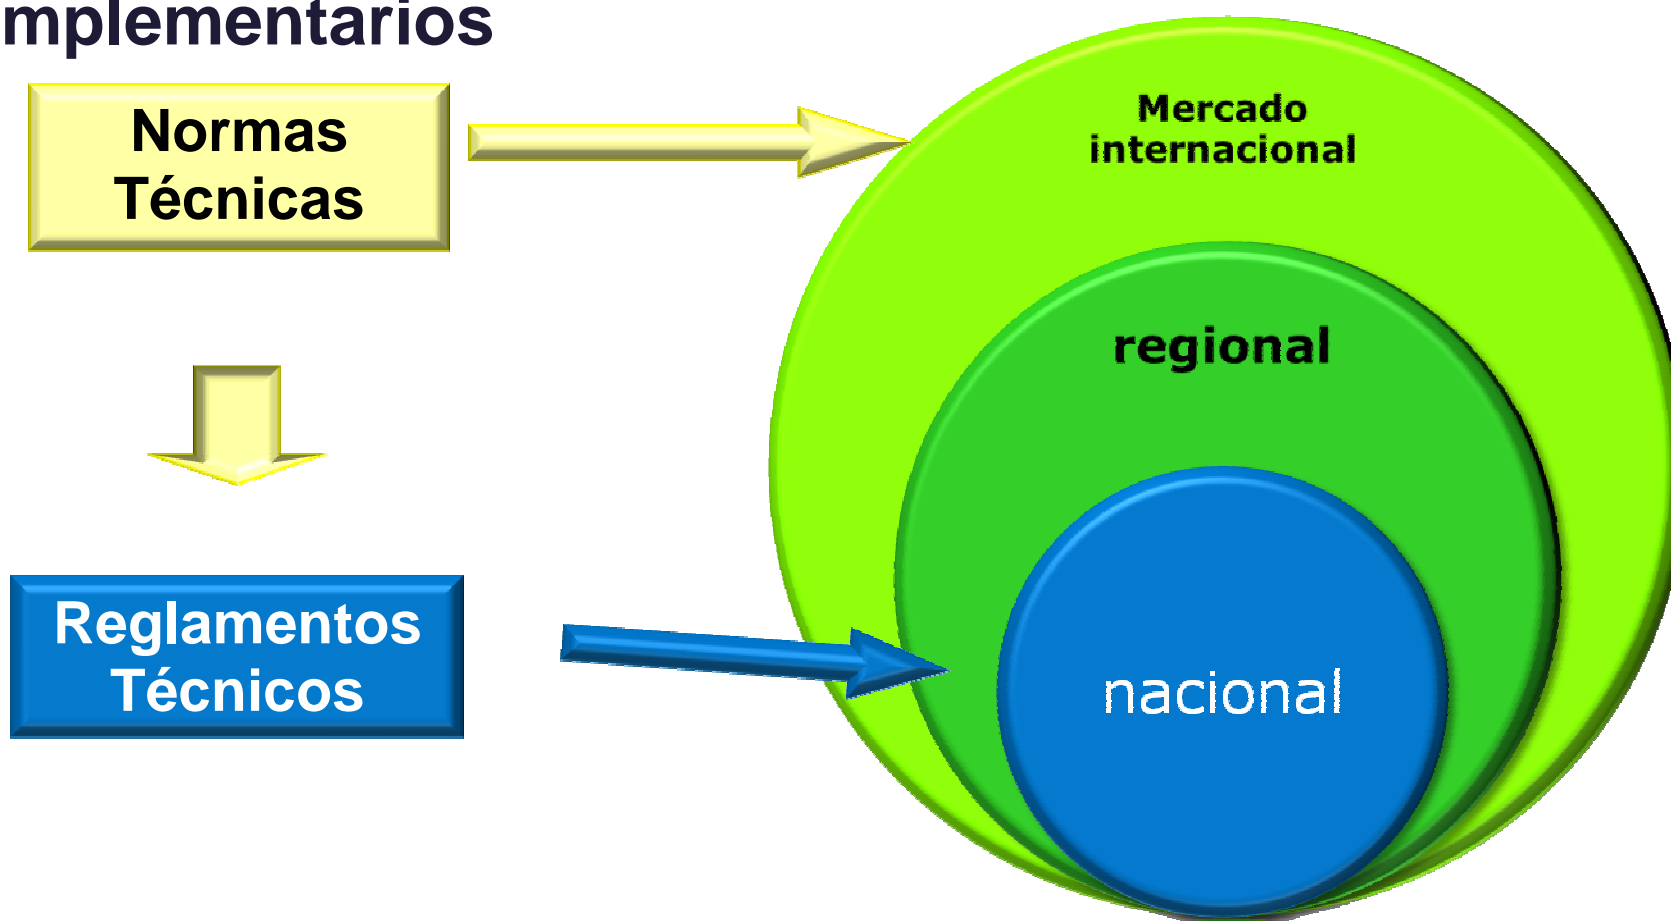 mplementarios
Normas
Técnicas
Mercado
internacional
regional
Reglamentos
Técnicos
nacional